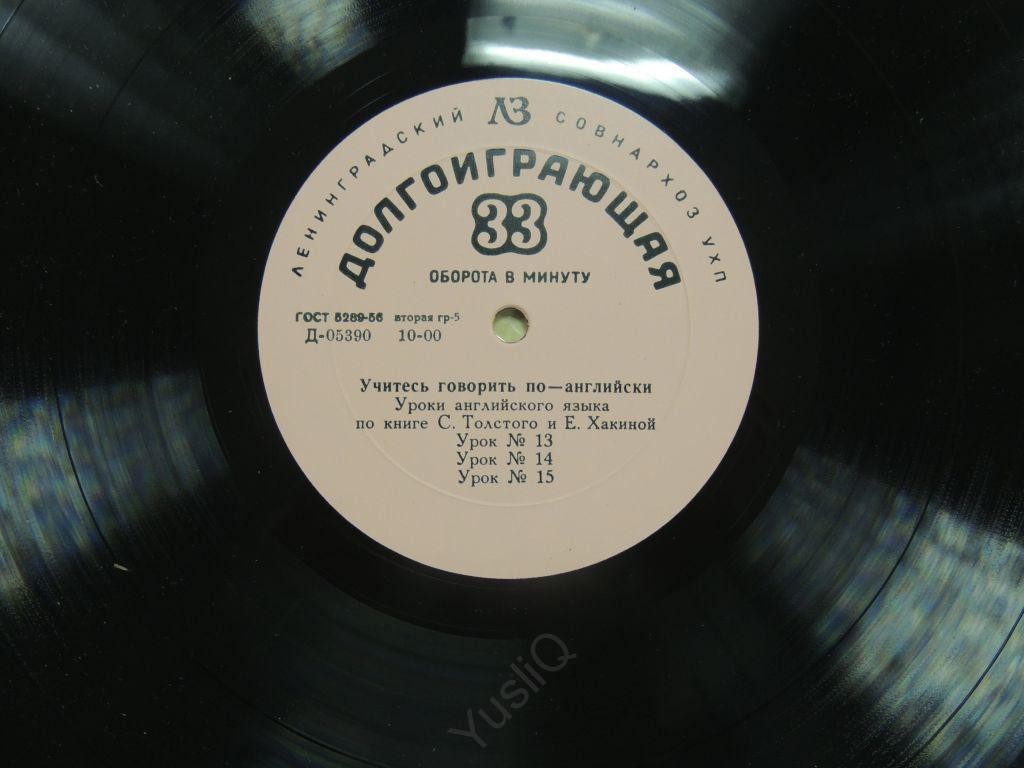 ЛЕНИНГРАДСКИЙ ЛЗ СОВНАРХОЗ УХП
ДОЛГОИГРАЮЩАЯ
33
ОБОРОТА В МИНУТУ
ГОСТ 5289-56 вторая гр-5
Д-05390 10-00
Учитесь говорить по—английски
Уроки английского языка
по книге С. Толстого и Е. Хакиной
Урок № 13
Урок № 14
Урок № 15
YusliQ